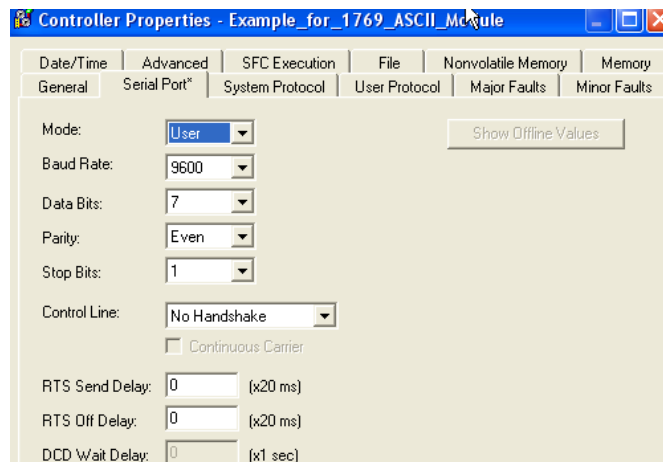 Controller Properties - Example_for_1769_ASCII_Module
Date/Time Advanced SFC Execution File Nonvolatile Memory Memory
General Serial Port* System Protocol User Protocol Major Faults Minor Faults
Mode: User Show Offline Values
Baud Rate: 9600
Data Bits: 7
Parity: Even
Stop Bits: 1
Control Line: No Handshake
Continuous Carrier
RTS Send Delay: 0 (x20 ms)
RTS Off Delay: 0 (x20 ms)
DCD Wait Delay: 0 (x1 sec)